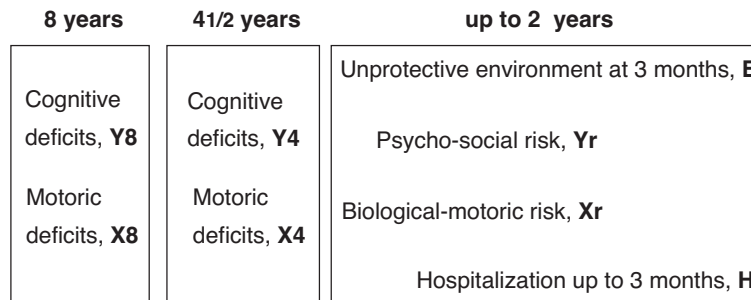 8 years 41/2 years up to 2 years
Unprotective environment at 3 months, E
Cognitive
deficits, Y8
Cognitive
deficits, Y4
Psycho-social risk, Yr
Motoric
deficits, X8
Motoric
deficits, X4
Biological-motoric risk, Xr
Hospitalization up to 3 months, H